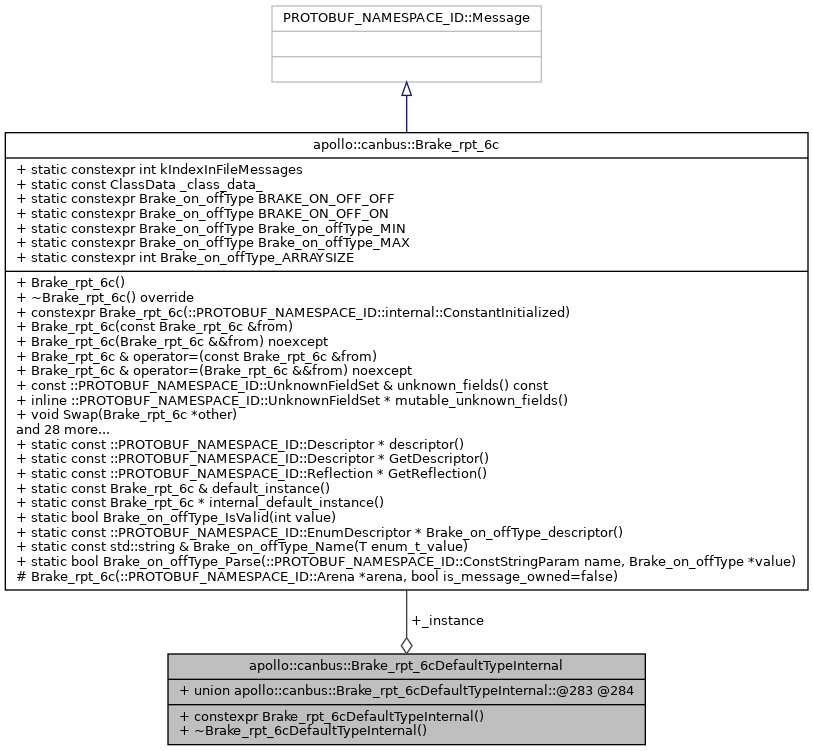 PROTOBUF_NAMESPACE_ID::Message
apollo::canbus::Brake_rpt_6c
+ static constexpr int kIndexInFileMessages
+ static const ClassData _class_data_
+ static constexpr Brake_on_offType BRAKE_ON_OFF_OFF
+ static constexpr Brake_on_offType BRAKE_ON_OFF_ON
+ static constexpr Brake_on_offType Brake_on_offType_MIN
+ static constexpr Brake_on_offType Brake_on_offType_MAX
+ static constexpr int Brake_on_offType_ARRAYSIZE
+ Brake_rpt_6c()
+ ~Brake_rpt_6c() override
+ constexpr Brake_rpt_6c(::PROTOBUF_NAMESPACE_ID::internal::ConstantInitialized)
+ Brake_rpt_6c(const Brake_rpt_6c &from)
+ Brake_rpt_6c(Brake_rpt_6c &&from) noexcept
+ Brake_rpt_6c & operator=(const Brake_rpt_6c &from)
+ Brake_rpt_6c & operator=(Brake_rpt_6c &&from) noexcept
+ const ::PROTOBUF_NAMESPACE_ID::UnknownFieldSet & unknown_fields() const
+ inline ::PROTOBUF_NAMESPACE_ID::UnknownFieldSet * mutable_unknown_fields()
+ void Swap(Brake_rpt_6c *other)
and 28 more...
+ static const ::PROTOBUF_NAMESPACE_ID::Descriptor * descriptor()
+ static const ::PROTOBUF_NAMESPACE_ID::Descriptor * GetDescriptor()
+ static const ::PROTOBUF_NAMESPACE_ID::Reflection * GetReflection()
+ static const Brake_rpt_6c & default_instance()
+ static const Brake_rpt_6c * internal_default_instance()
+ static bool Brake_on_offType_IsValid(int value)
+ static const ::PROTOBUF_NAMESPACE_ID::EnumDescriptor * Brake_on_offType_descriptor()
+ static const std::string & Brake_on_offType_Name(T enum_t_value)
+ static bool Brake_on_offType_Parse(::PROTOBUF_NAMESPACE_ID::ConstStringParam name, Brake_on_offType *value)
# Brake_rpt_6c(::PROTOBUF_NAMESPACE_ID::Arena *arena, bool is_message_owned=false)
+_instance
apollo::canbus::Brake_rpt_6cDefaultTypeInternal
+ union apollo::canbus::Brake_rpt_6cDefaultTypeInternal::@283 @284
+ constexpr Brake_rpt_6cDefaultTypeInternal()
+ ~Brake_rpt_6cDefaultTypeInternal()